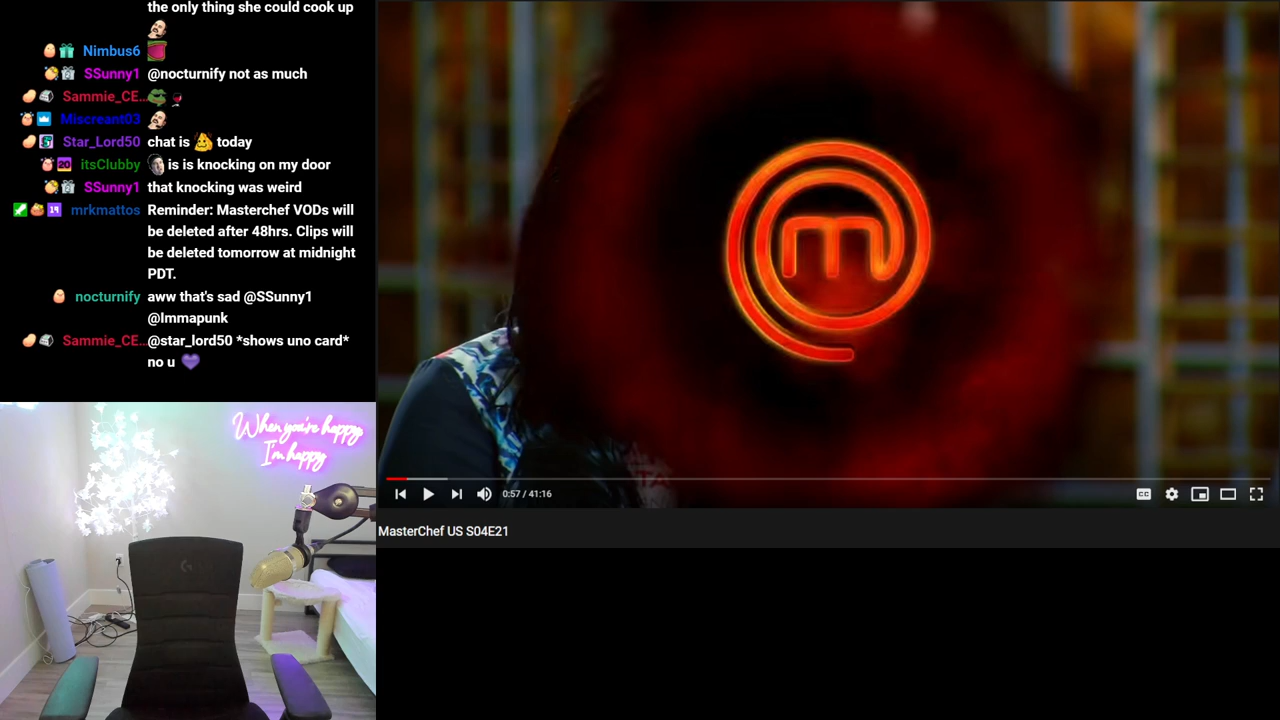 the only thing she could cook up
Nimbus6
SSunny1 @nocturnify not as much
Sammie_CE...
Miscreant03
Star_Lord50 chat is today
20 itsClubby is is knocking on my door
SSunny1 that knocking was weird
19 mrkmattos Reminder: Masterchef VODs will
be deleted after 48hrs. Clips will
be deleted tomorrow at midnight
PDT.
nocturnify aww that's sad @SSunny1
@Immapunk
Sammie_CE... @star_lord50 *shows uno card*
no u
When you're happy
I'm happy
G
m
0:57 / 41:16
CC
MasterChef US S04E21